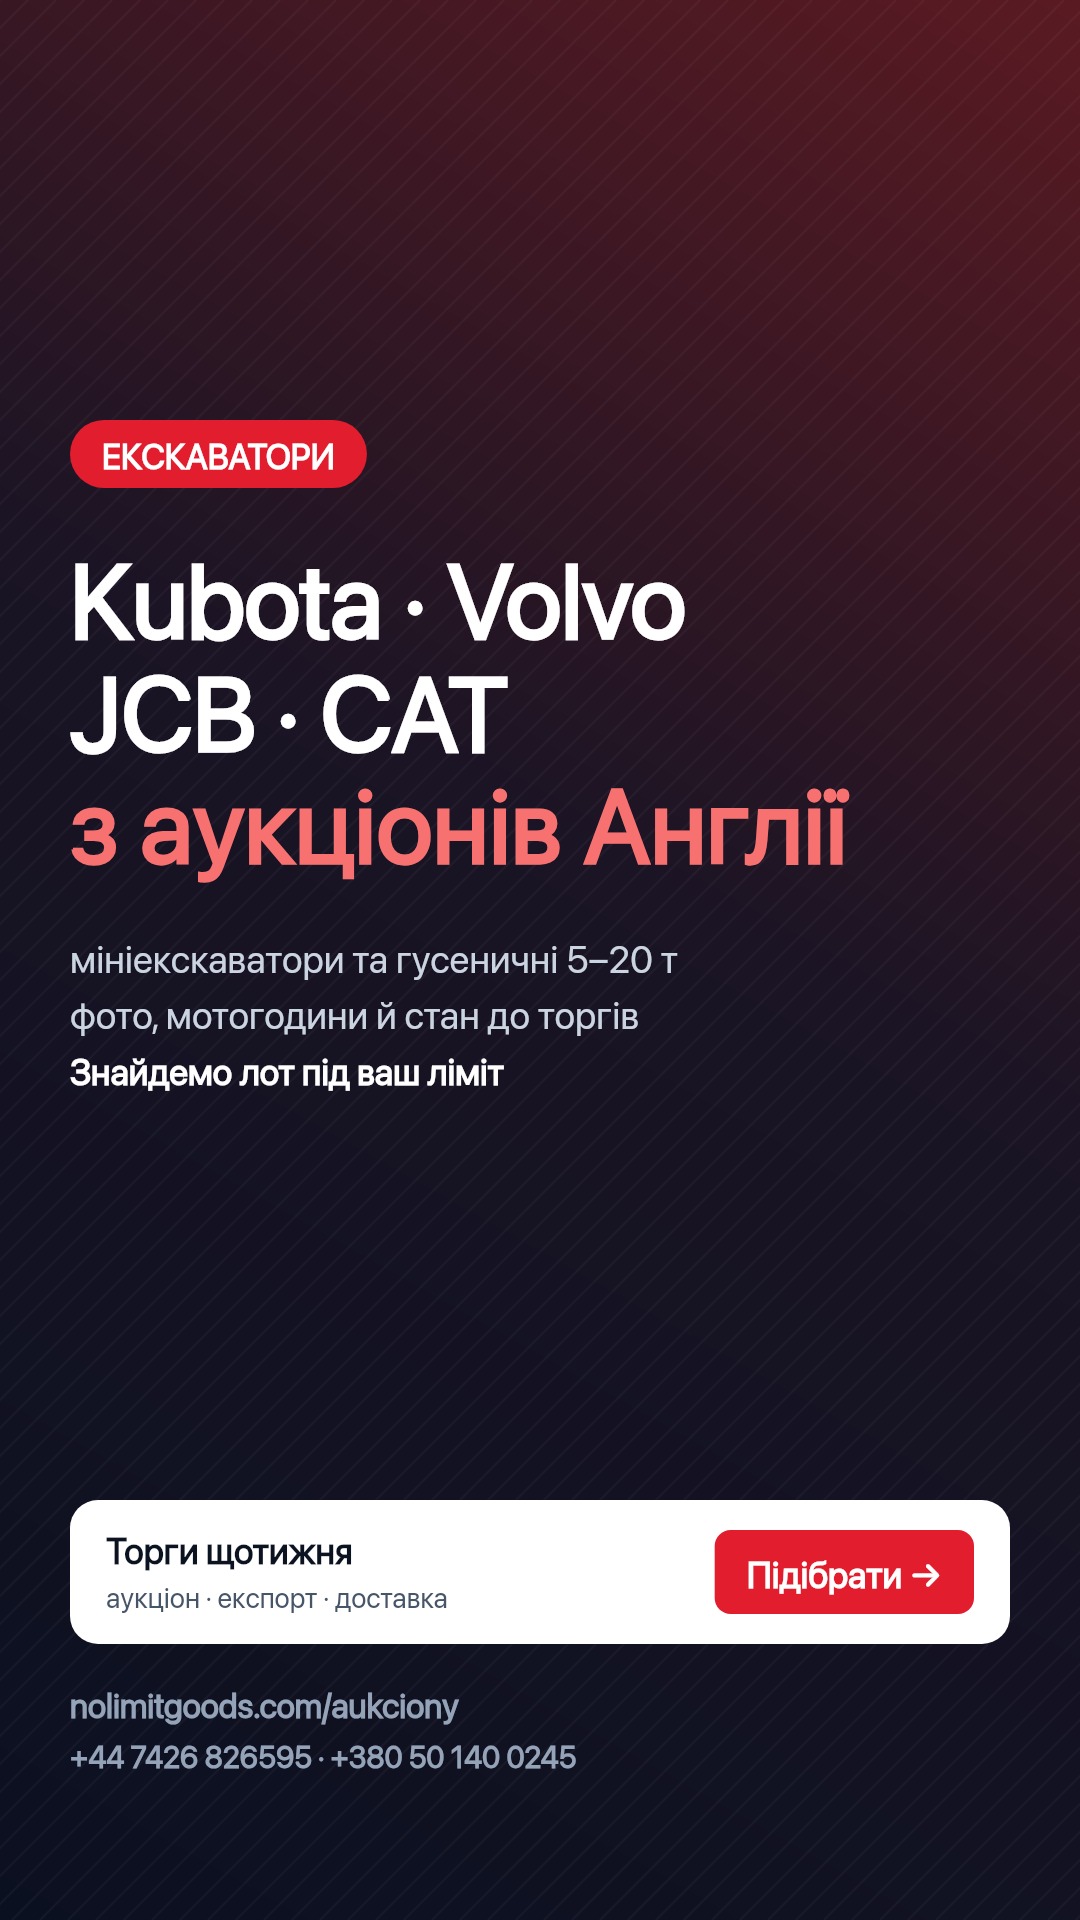 ЕКСКАВАТОРИ
Kubota · Volvo
JCB · CAT
з аукціонів Англії
мініекскаватори та гусеничні 5–20 т
фото, мотогодини й стан до торгів
Знайдемо лот під ваш ліміт
Торги щотижня
аукціон · експорт · доставка
Підібрати →
nolimitgoods.com/aukciony
+44 7426 826595 · +380 50 140 0245